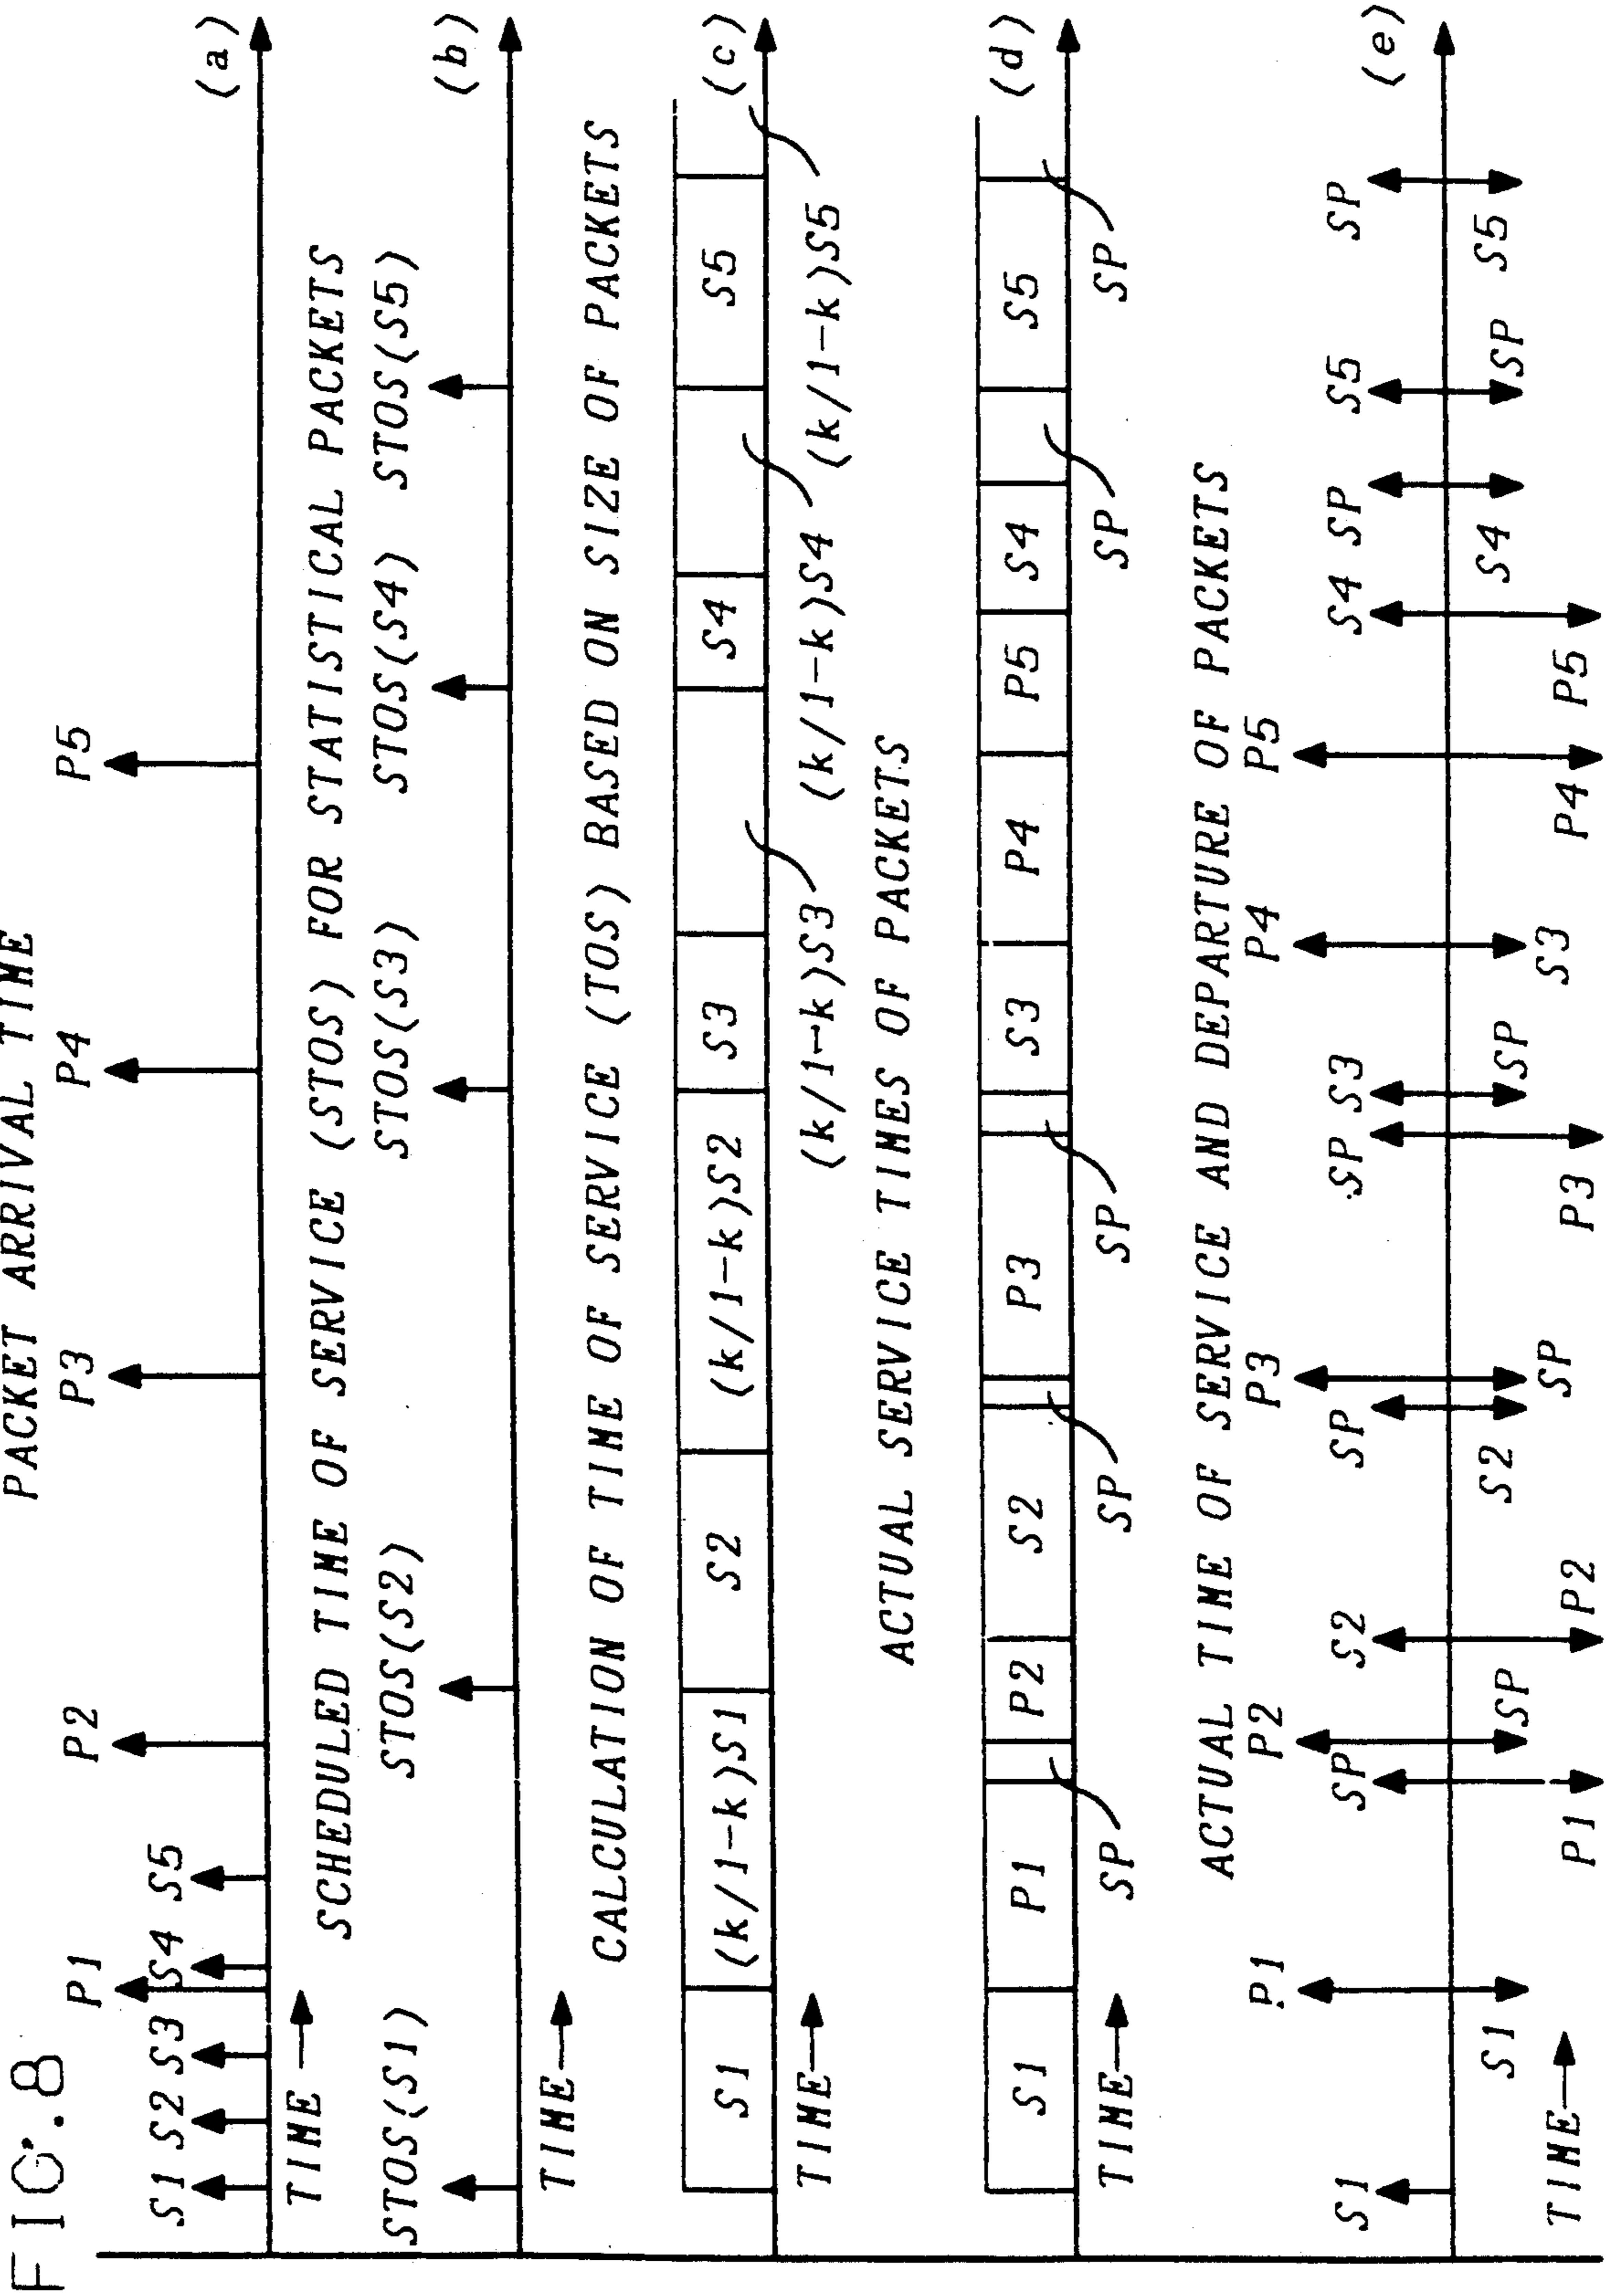 FIG.8
PACKET ARRIVAL TIME
P1 P2 P3 P4 P5
S1 S2 S3 S4 S5
(a)
TIME
SCHEDULED TIME OF SERVICE (STOS) FOR STATISTICAL PACKETS
STOS(S1) STOS(S2) STOS(S3) STOS(S4) STOS(S5)
(b)
TIME
CALCULATION OF TIME OF SERVICE (TOS) BASED ON SIZE OF PACKETS
S1 (k/1-k)S1 S2 (k/1-k)S2 S3 S4 S5
(c)
TIME
(k/1-k)S3 (k/1-k)S4 (k/1-k)S5
ACTUAL SERVICE TIMES OF PACKETS
S1 P1 P2 S2 P3 S3 P4 P5 S4 S5
(d)
TIME
SP SP SP SP SP
ACTUAL TIME OF SERVICE AND DEPARTURE OF PACKETS
P1 P2 P3 P4 P5
S1 SP S2 SP SP S3 S4 SP S5 SP
(e)
S1 SP S2 SP SP S3 S4 SP S5
TIME
P1 P2 P3 P4 P5